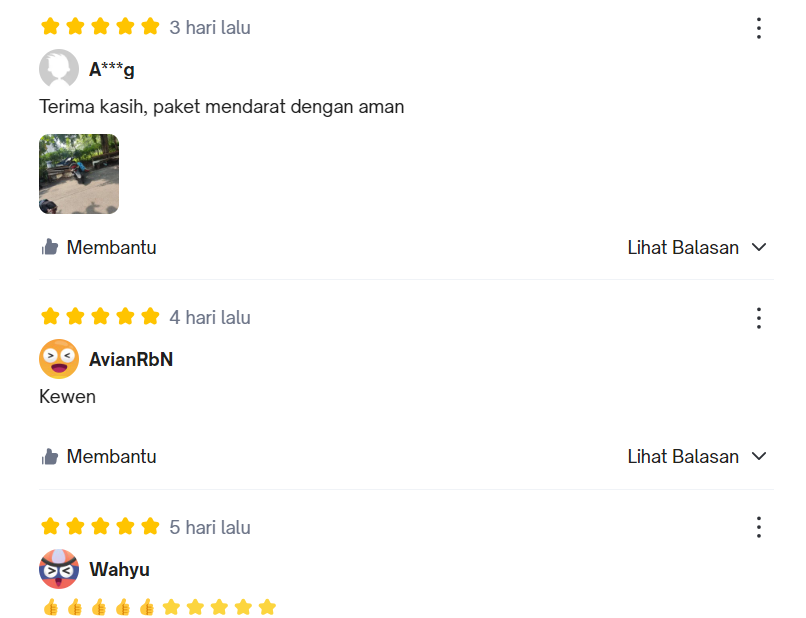 3 hari lalu
A***g
Terima kasih, paket mendarat dengan aman
Membantu
Lihat Balasan
4 hari lalu
AvianRbN
Kewen
Membantu
Lihat Balasan
5 hari lalu
Wahyu
👍👍👍👍👍⭐⭐⭐⭐⭐